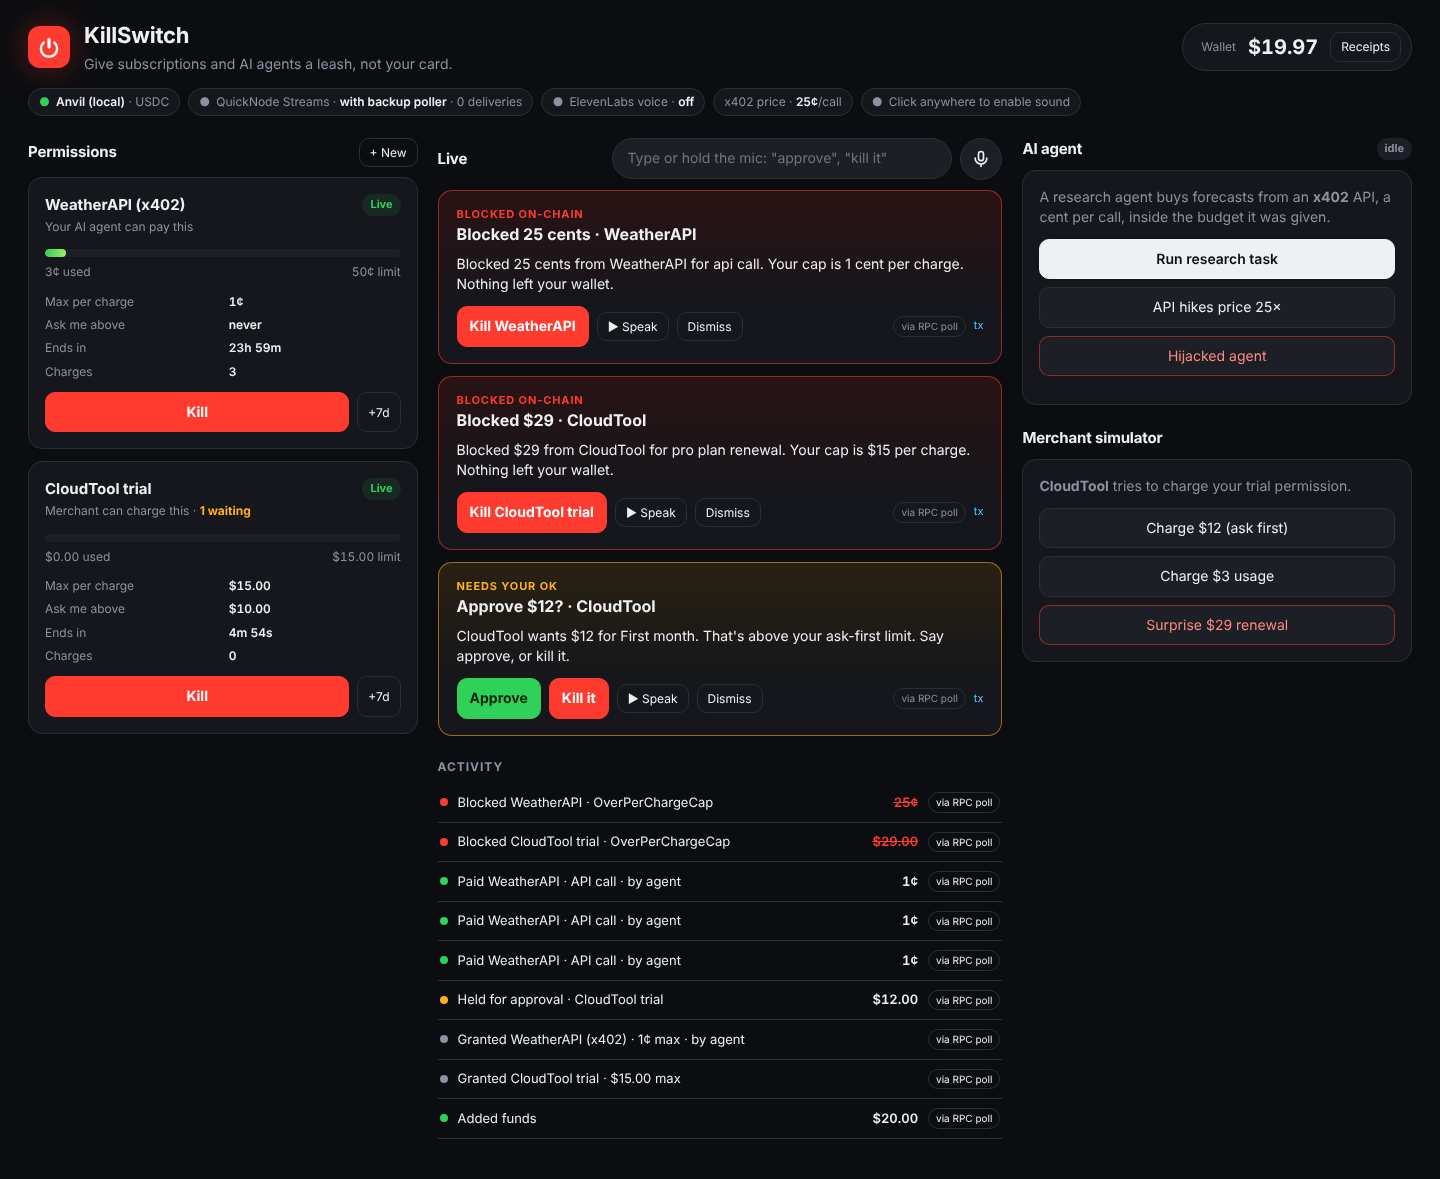 KillSwitch
Give subscriptions and AI agents a leash, not your card.
Wallet $19.97 Receipts
Anvil (local) · USDC
QuickNode Streams · with backup poller · 0 deliveries
ElevenLabs voice · off
x402 price · 25¢/call
Click anywhere to enable sound
Permissions
+ New
WeatherAPI (x402)
Live
Your AI agent can pay this
3¢ used
50¢ limit
Max per charge 1¢
Ask me above never
Ends in 23h 59m
Charges 3
Kill
+7d
CloudTool trial
Live
Merchant can charge this · 1 waiting
$0.00 used
$15.00 limit
Max per charge $15.00
Ask me above $10.00
Ends in 4m 54s
Charges 0
Kill
+7d
Live
Type or hold the mic: "approve", "kill it"
BLOCKED ON-CHAIN
Blocked 25 cents · WeatherAPI
Blocked 25 cents from WeatherAPI for api call. Your cap is 1 cent per charge.
Nothing left your wallet.
Kill WeatherAPI
▶ Speak
Dismiss
via RPC poll
tx
BLOCKED ON-CHAIN
Blocked $29 · CloudTool
Blocked $29 from CloudTool for pro plan renewal. Your cap is $15 per charge.
Nothing left your wallet.
Kill CloudTool trial
▶ Speak
Dismiss
via RPC poll
tx
NEEDS YOUR OK
Approve $12? · CloudTool
CloudTool wants $12 for First month. That's above your ask-first limit. Say
approve, or kill it.
Approve
Kill it
▶ Speak
Dismiss
via RPC poll
tx
ACTIVITY
Blocked WeatherAPI · OverPerChargeCap 25¢ via RPC poll
Blocked CloudTool trial · OverPerChargeCap $29.00 via RPC poll
Paid WeatherAPI · API call · by agent 1¢ via RPC poll
Paid WeatherAPI · API call · by agent 1¢ via RPC poll
Paid WeatherAPI · API call · by agent 1¢ via RPC poll
Held for approval · CloudTool trial $12.00 via RPC poll
Granted WeatherAPI (x402) · 1¢ max · by agent via RPC poll
Granted CloudTool trial · $15.00 max via RPC poll
Added funds $20.00 via RPC poll
AI agent
idle
A research agent buys forecasts from an x402 API, a
cent per call, inside the budget it was given.
Run research task
API hikes price 25×
Hijacked agent
Merchant simulator
CloudTool tries to charge your trial permission.
Charge $12 (ask first)
Charge $3 usage
Surprise $29 renewal